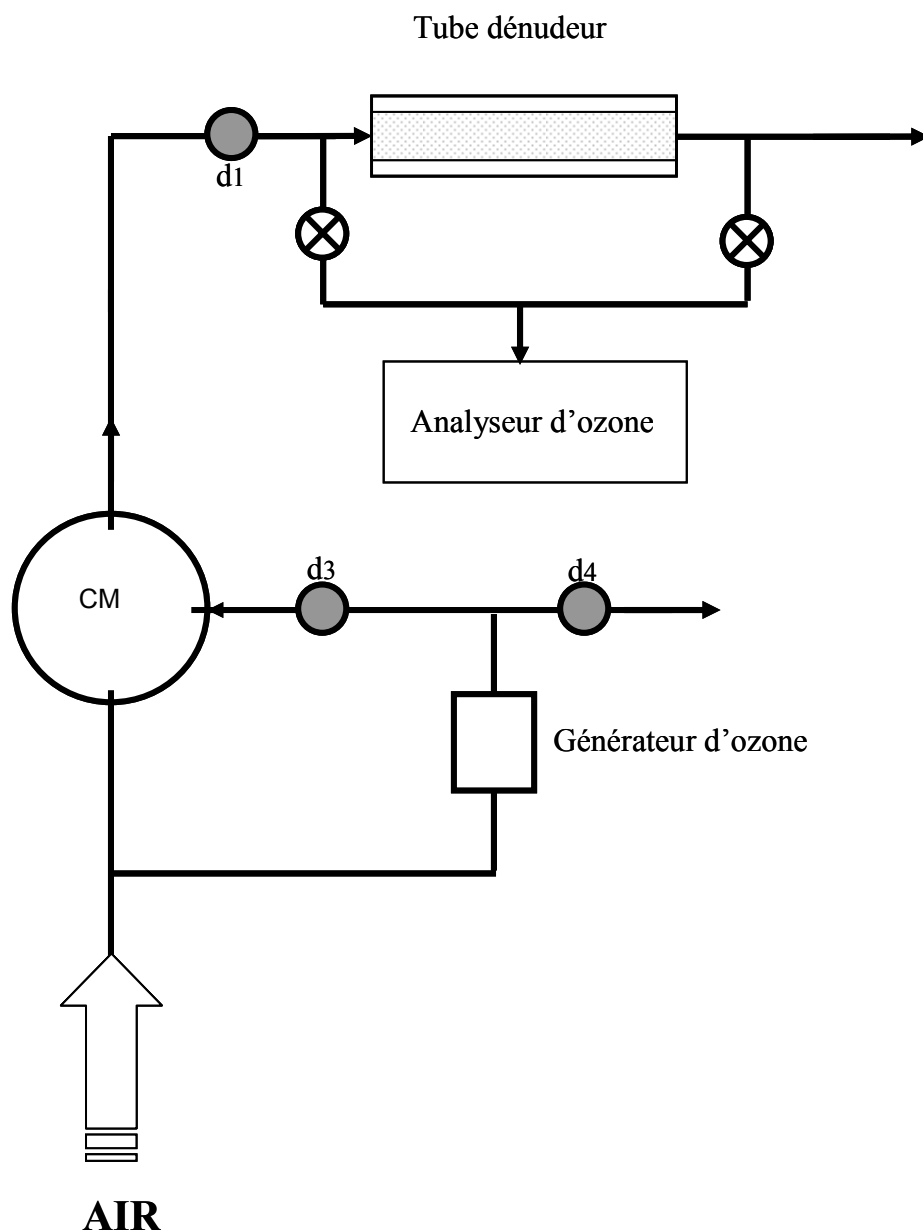 Tube dénudeur
d1
Analyseur d'ozone
d3
d4
CM
Générateur d'ozone
AIR